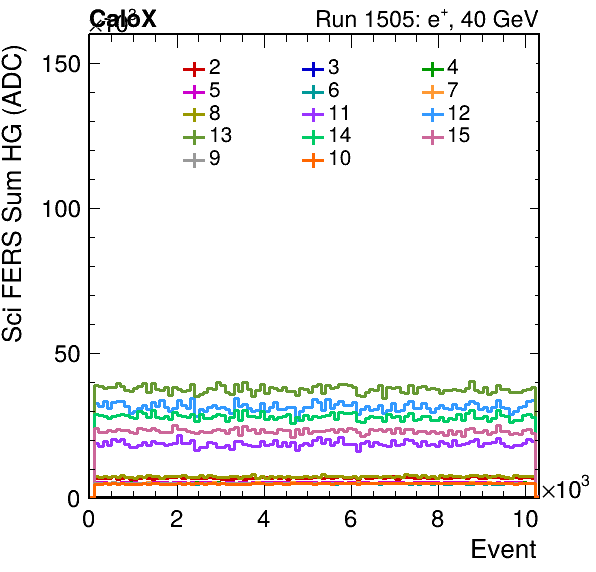 CaloX Run 1505: e⁺, 40 GeV
×10³
Sci FERS Sum HG (ADC)
150
100
50
0
2 3 4
5 6 7
8 11 12
13 14 15
9 10
0 2 4 6 8 10 ×10³
Event